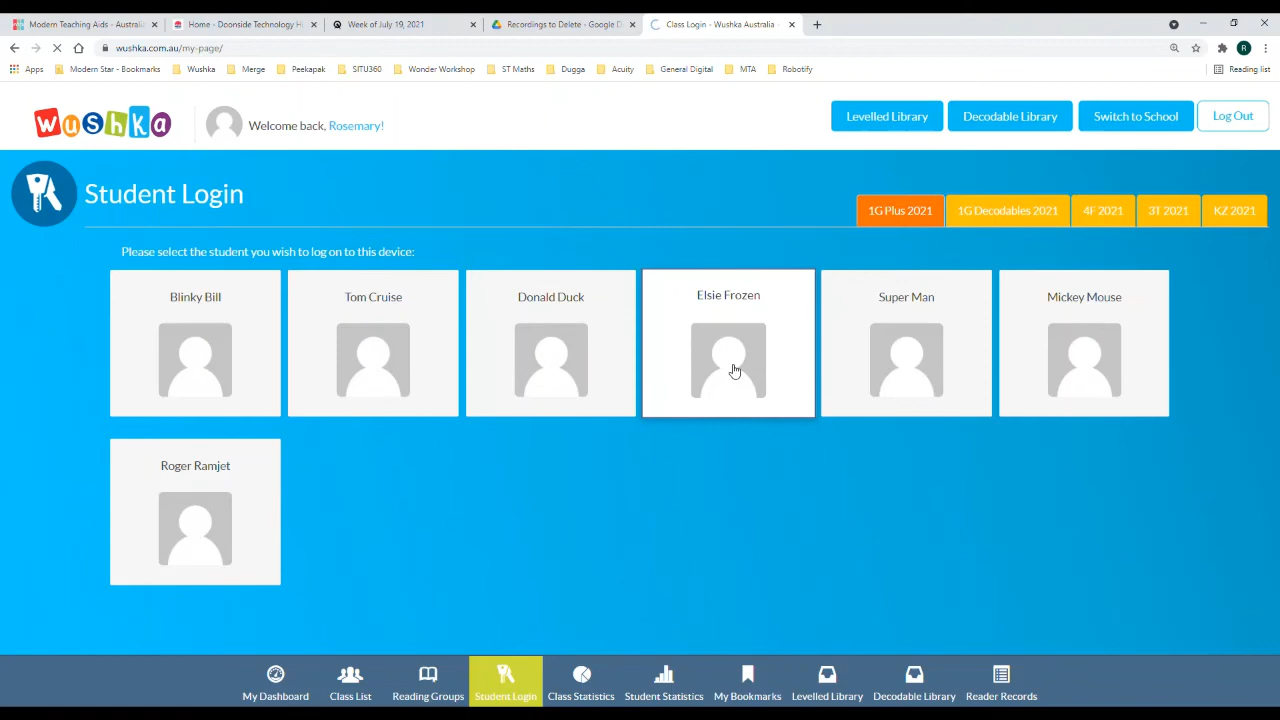 Modern Teaching Aids - Australi
Home - Doonside Technology H
Week of July 19, 2021
Recordings to Delete - Google D
Class Login - Wushka Australia -
wushka.com.au/my-page/
R
Apps
Modern Star - Bookmarks
Wushka
Merge
Peekapak
SITU360
Wonder Workshop
ST Maths
Dugga
Acuity
General Digital
MTA
Robotify
Reading list
wushka
Welcome back, Rosemary!
Levelled Library
Decodable Library
Switch to School
Log Out
Student Login
1G Plus 2021
1G Decodables 2021
4F 2021
3T 2021
KZ 2021
Please select the student you wish to log on to this device:
Blinky Bill
Tom Cruise
Donald Duck
Elsie Frozen
Super Man
Mickey Mouse
Roger Ramjet
My Dashboard
Class List
Reading Groups
Student Login
Class Statistics
Student Statistics
My Bookmarks
Levelled Library
Decodable Library
Reader Records